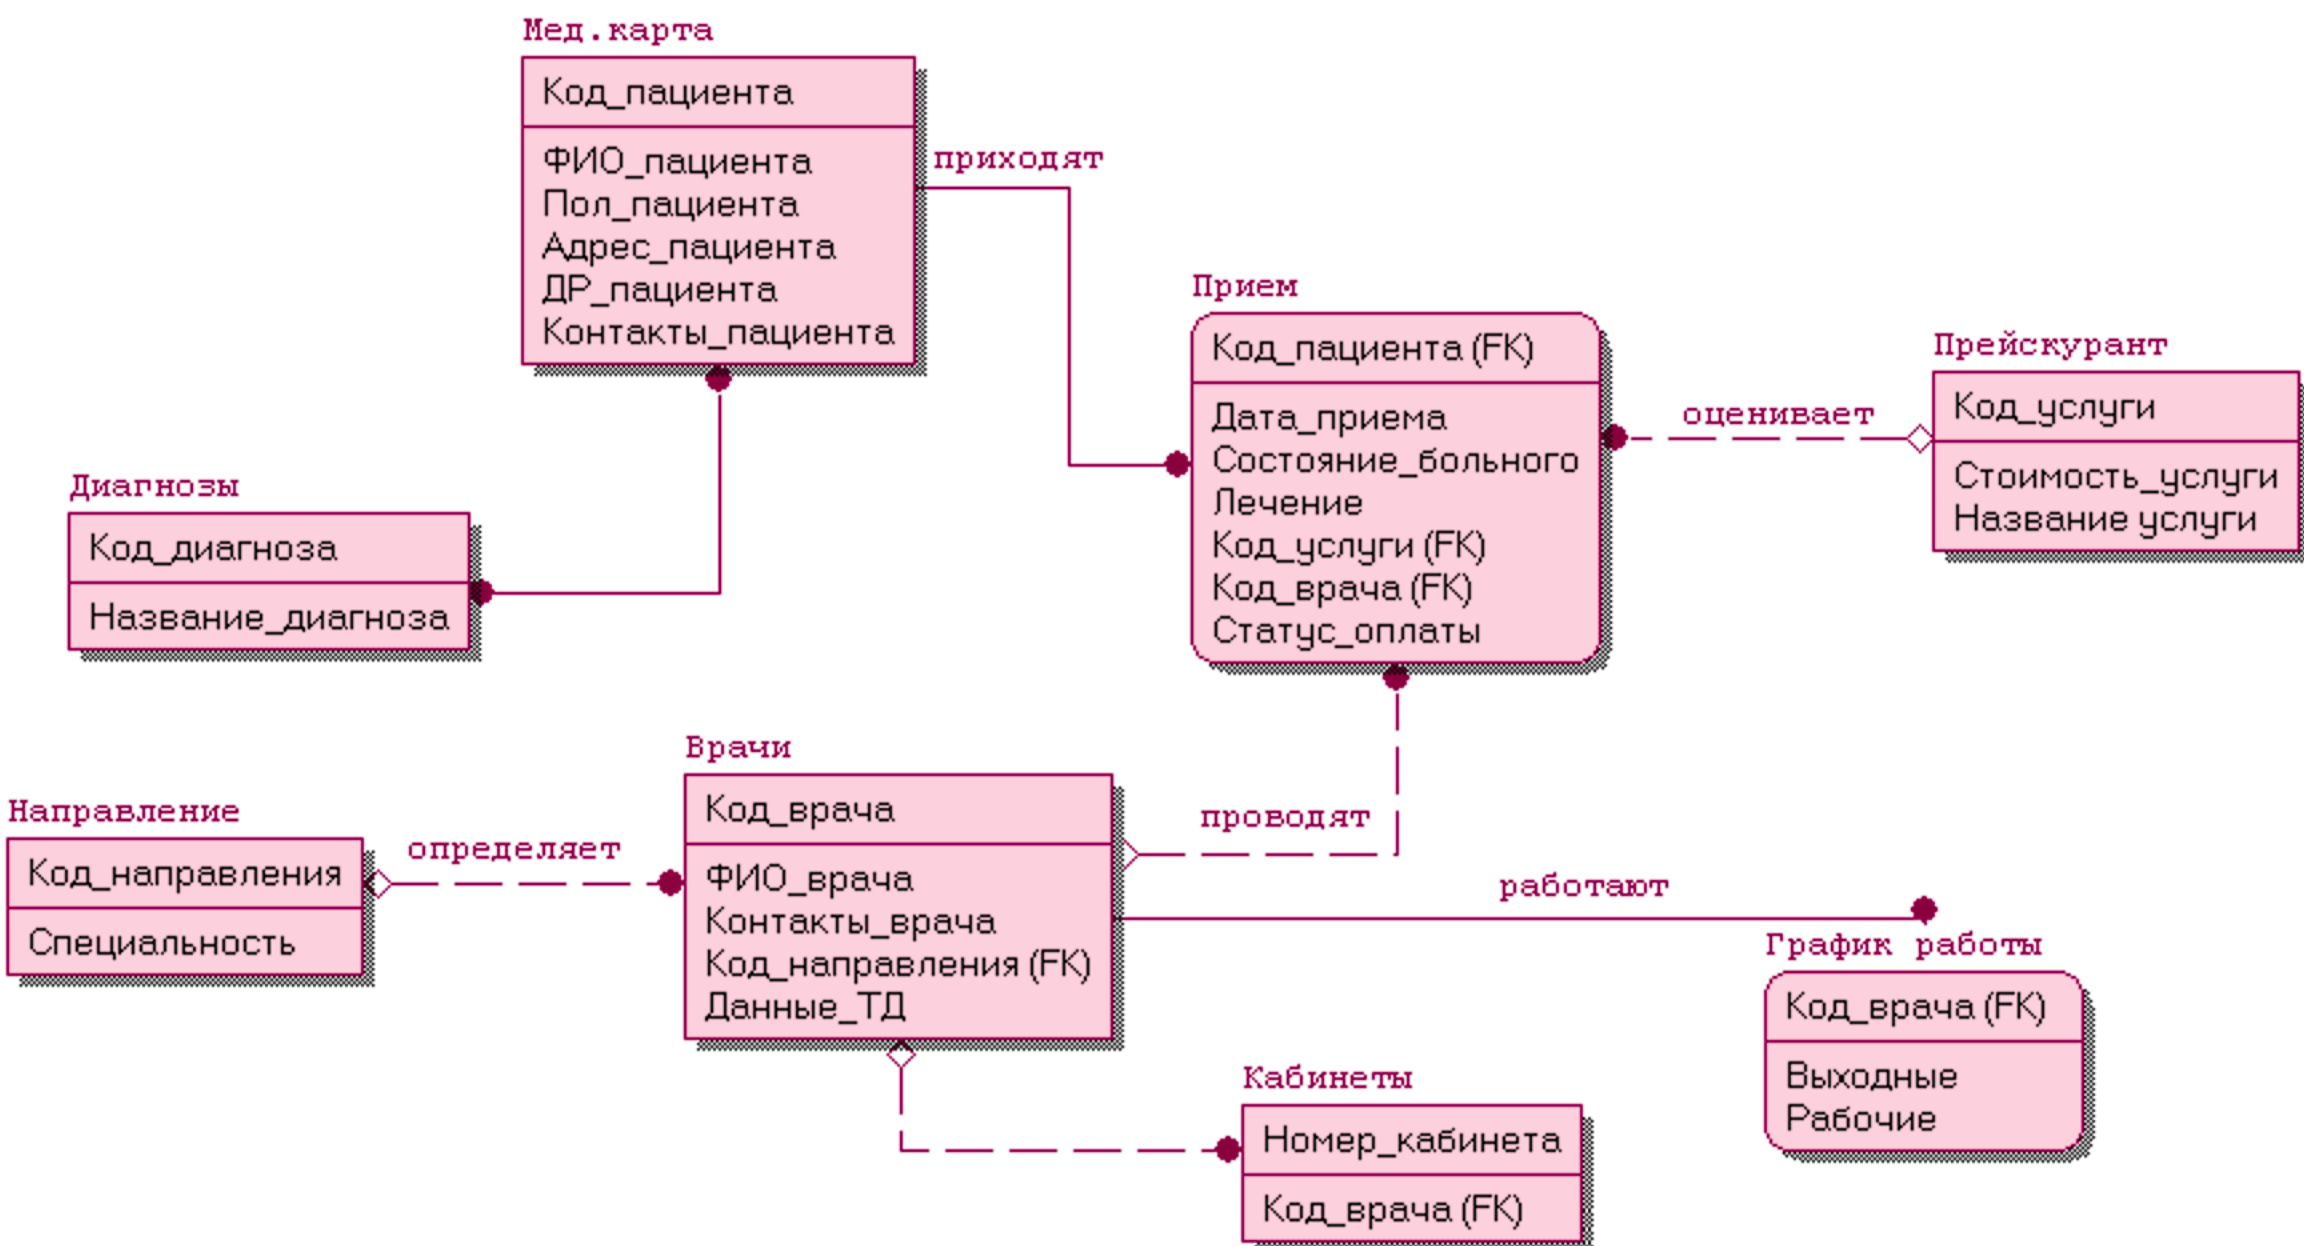 Мед.карта
Код_пациента
ФИО_пациента
Пол_пациента
Адрес_пациента
ДР_пациента
Контакты_пациента
приходят
Прием
Код_пациента (FK)
Дата_приема
Состояние_больного
Лечение
Код_услуги (FK)
Код_врача (FK)
Статус_оплаты
оценивает
Прейскурант
Код_услуги
Стоимость_услуги
Название услуги
Диагнозы
Код_диагноза
Название_диагноза
Врачи
Код_врача
ФИО_врача
Контакты_врача
Код_направления (FK)
Данные_ТД
проводят
Направление
Код_направления
Специальность
определяет
работают
График работы
Код_врача (FK)
Выходные
Рабочие
Кабинеты
Номер_кабинета
Код_врача (FK)